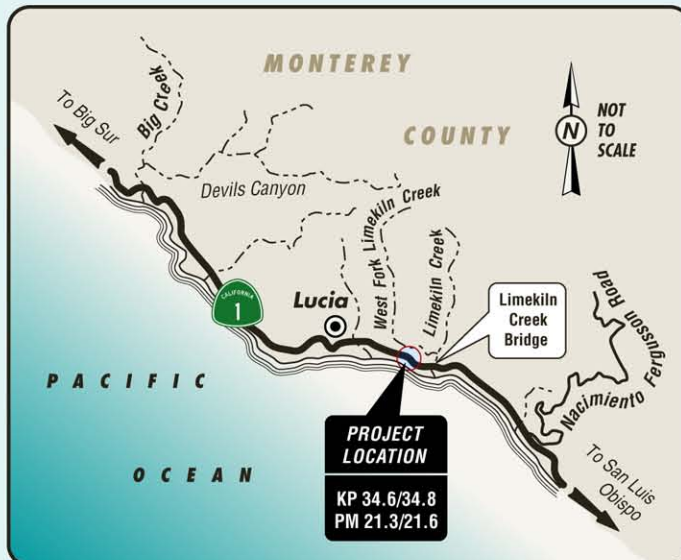 MONTEREY
COUNTY
To Big Sur
Big Creek
Devils Canyon
N
NOT
TO
SCALE
CALIFORNIA
1
Lucia
West Fork Limekiln Creek
Limekiln Creek
Limekiln
Creek
Bridge
Nacimiento Fergusson Road
PACIFIC
OCEAN
PROJECT
LOCATION
KP 34.6/34.8
PM 21.3/21.6
To San Luis
Obispo